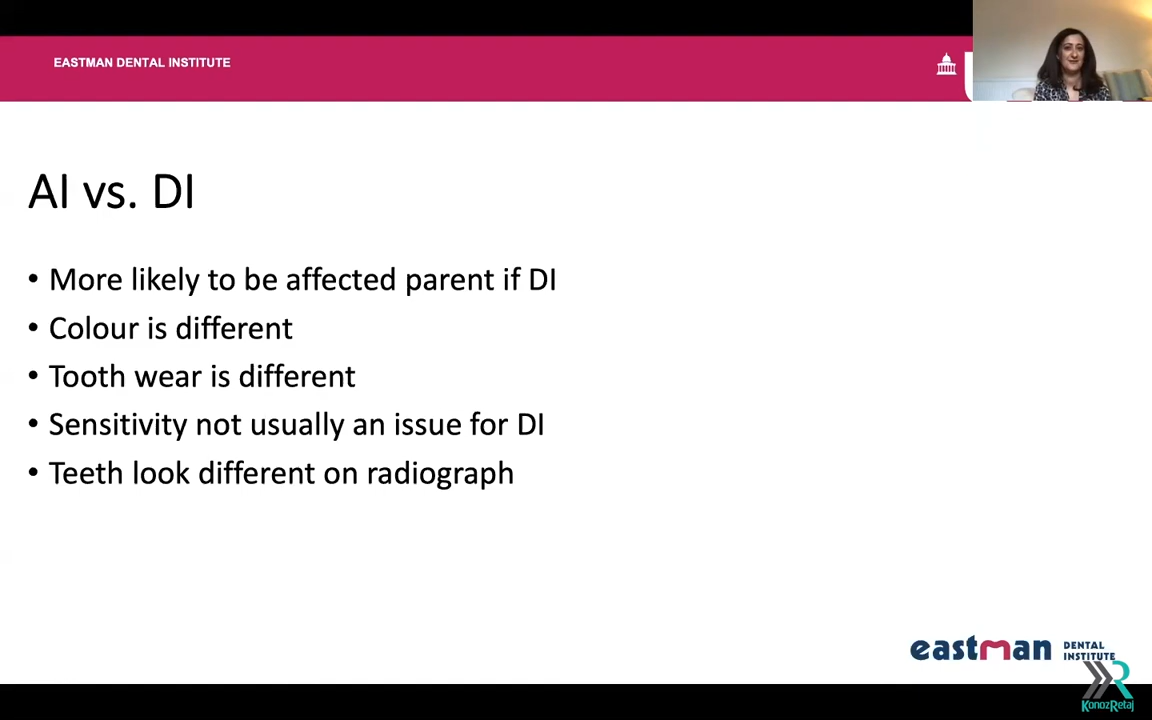 EASTMAN DENTAL INSTITUTE
AI vs. DI
• More likely to be affected parent if DI
• Colour is different
• Tooth wear is different
• Sensitivity not usually an issue for DI
• Teeth look different on radiograph
eastman DENTAL
INSTITUTE
KonozRetaj